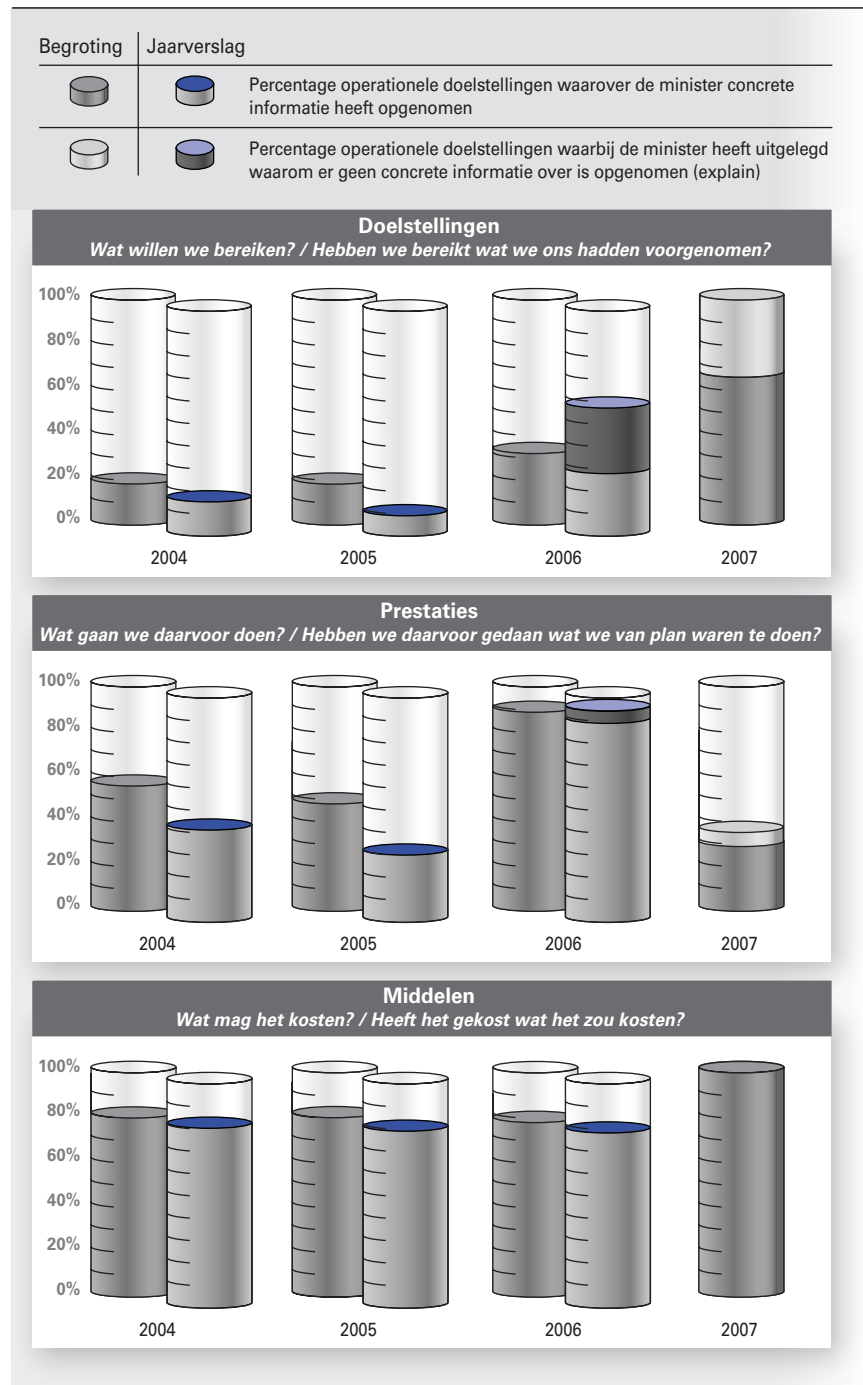 Begroting Jaarverslag
Percentage operationele doelstellingen waarover de minister concrete
informatie heeft opgenomen
Percentage operationele doelstellingen waarbij de minister heeft uitgelegd
waarom er geen concrete informatie over is opgenomen (explain)
Doelstellingen
Wat willen we bereiken? / Hebben we bereikt wat we ons hadden voorgenomen?
100%
80%
60%
40%
20%
0%
2004 2005 2006 2007
Prestaties
Wat gaan we daarvoor doen? / Hebben we daarvoor gedaan wat we van plan waren te doen?
100%
80%
60%
40%
20%
0%
2004 2005 2006 2007
Middelen
Wat mag het kosten? / Heeft het gekost wat het zou kosten?
100%
80%
60%
40%
20%
0%
2004 2005 2006 2007